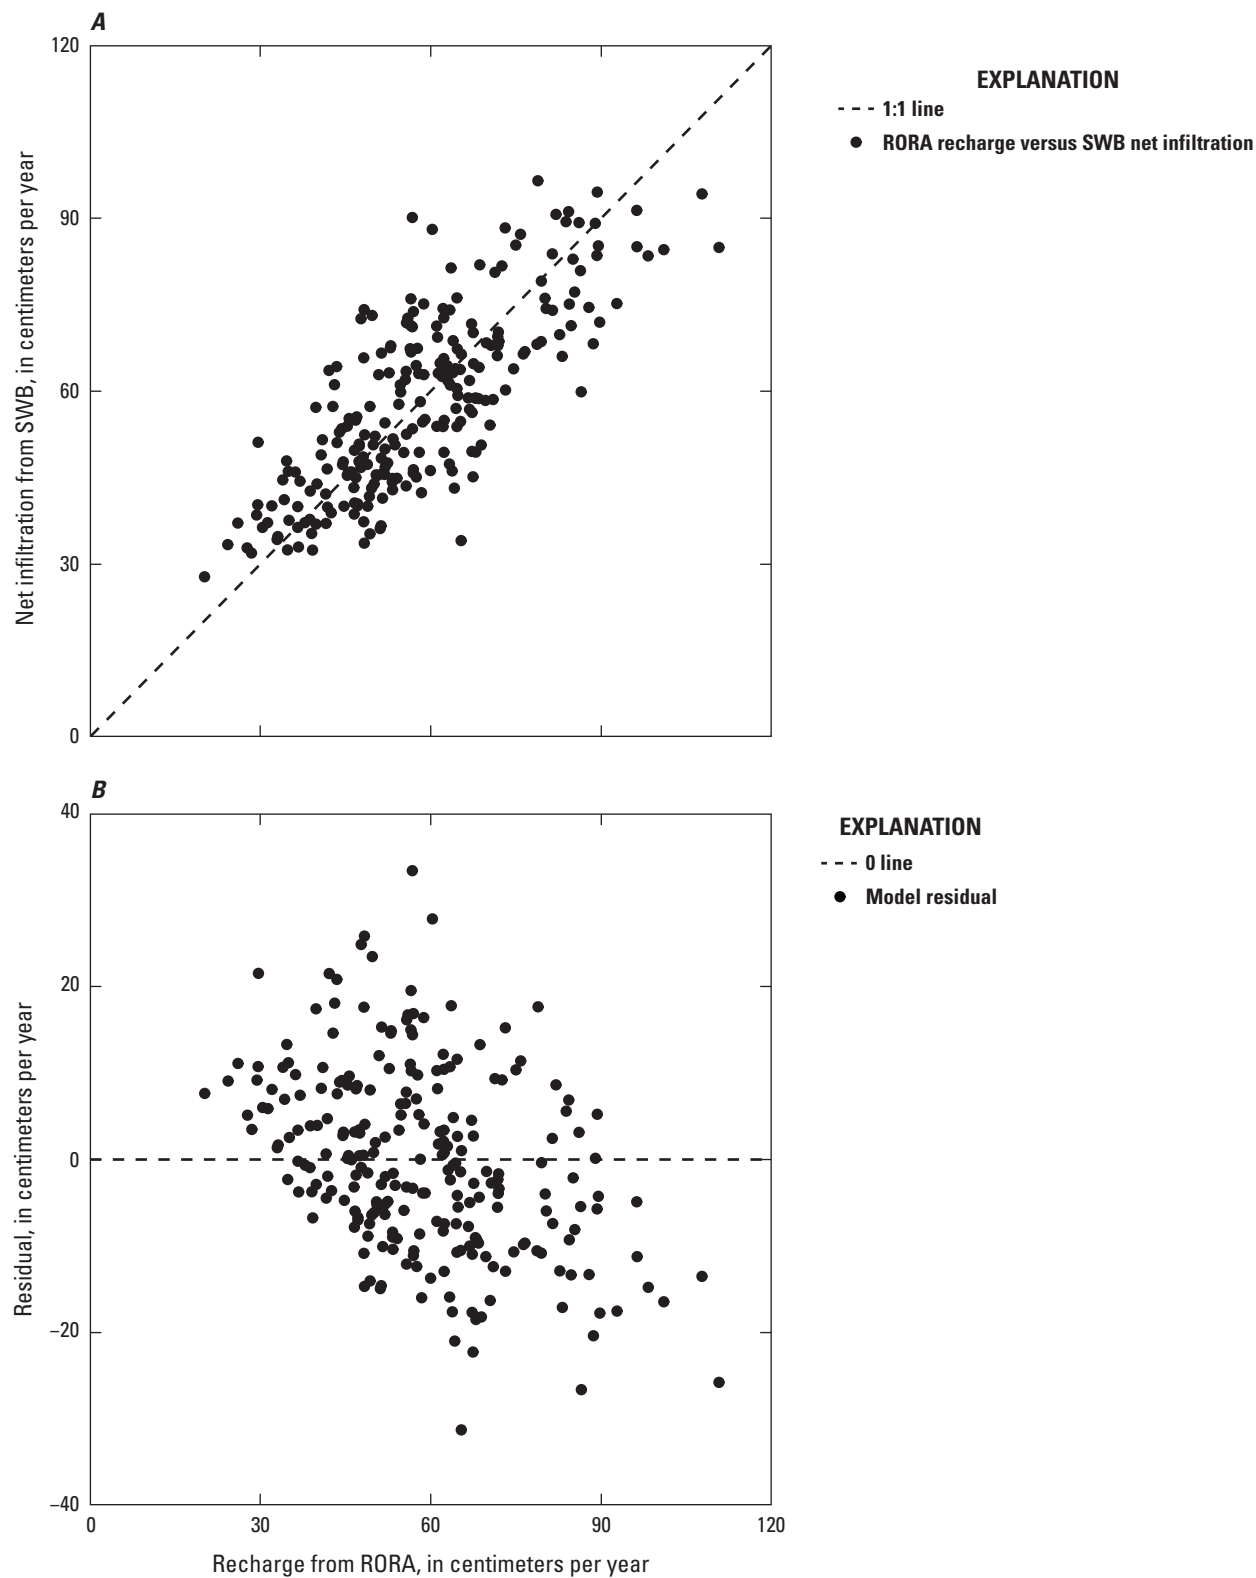 A
120
90
60
30
0
Net infiltration from SWB, in centimeters per year
EXPLANATION
1:1 line
RORA recharge versus SWB net infiltration
B
40
20
0
–20
–40
Residual, in centimeters per year
0
30
60
90
120
Recharge from RORA, in centimeters per year
EXPLANATION
0 line
Model residual